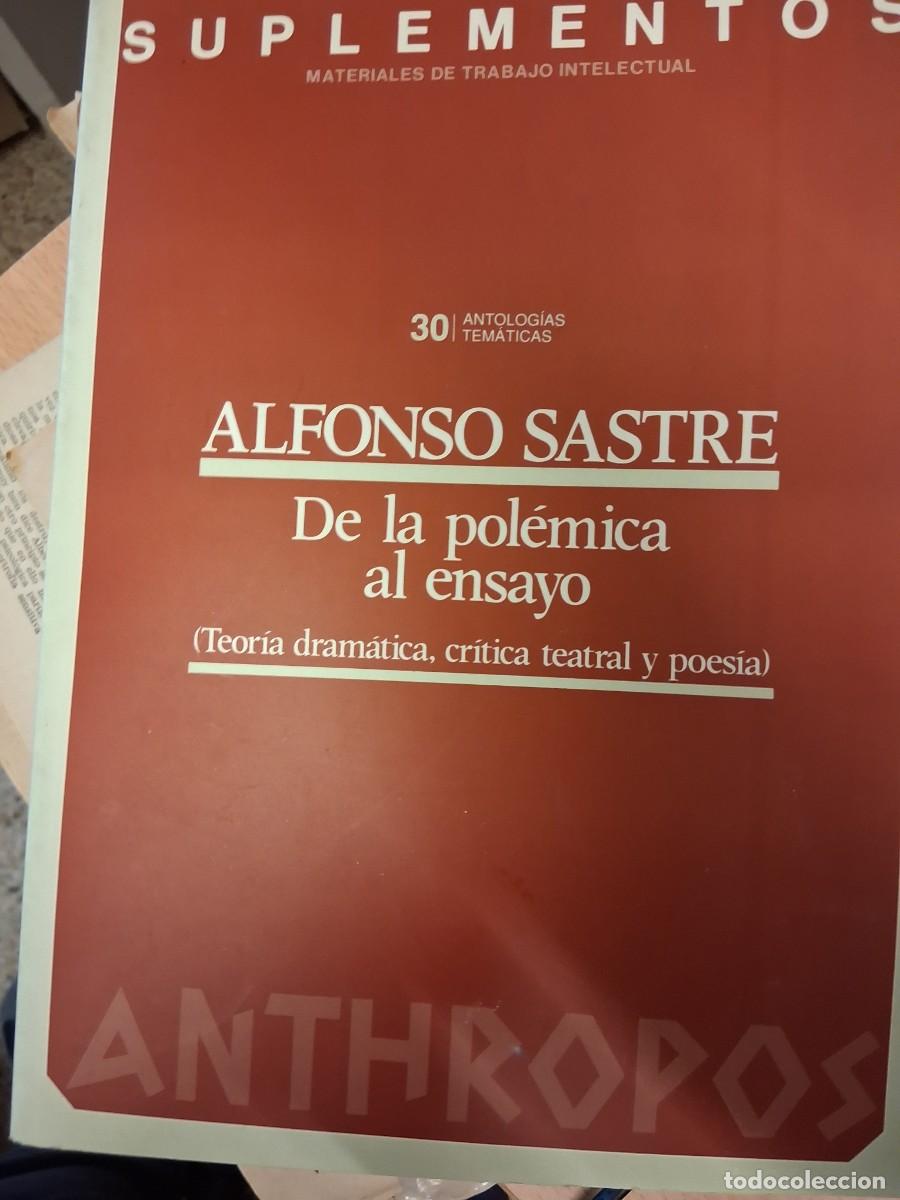 SUPLEMENTOS
MATERIALES DE TRABAJO INTELECTUAL
30 | ANTOLOGÍAS
TEMÁTICAS
ALFONSO SASTRE
De la polémica
al ensayo
(Teoría dramática, crítica teatral y poesía)
ANTHROPOS
todocoleccion